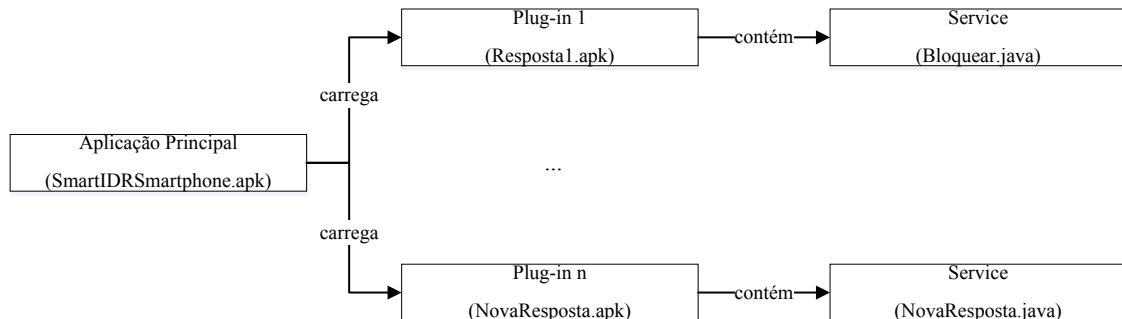 Plug-in 1
(Resposta1.apk)
contém
Service
(Bloquear.java)
carrega
Aplicação Principal
(SmartIDRSmartphone.apk)
...
carrega
Plug-in n
(NovaResposta.apk)
contém
Service
(NovaResposta.java)